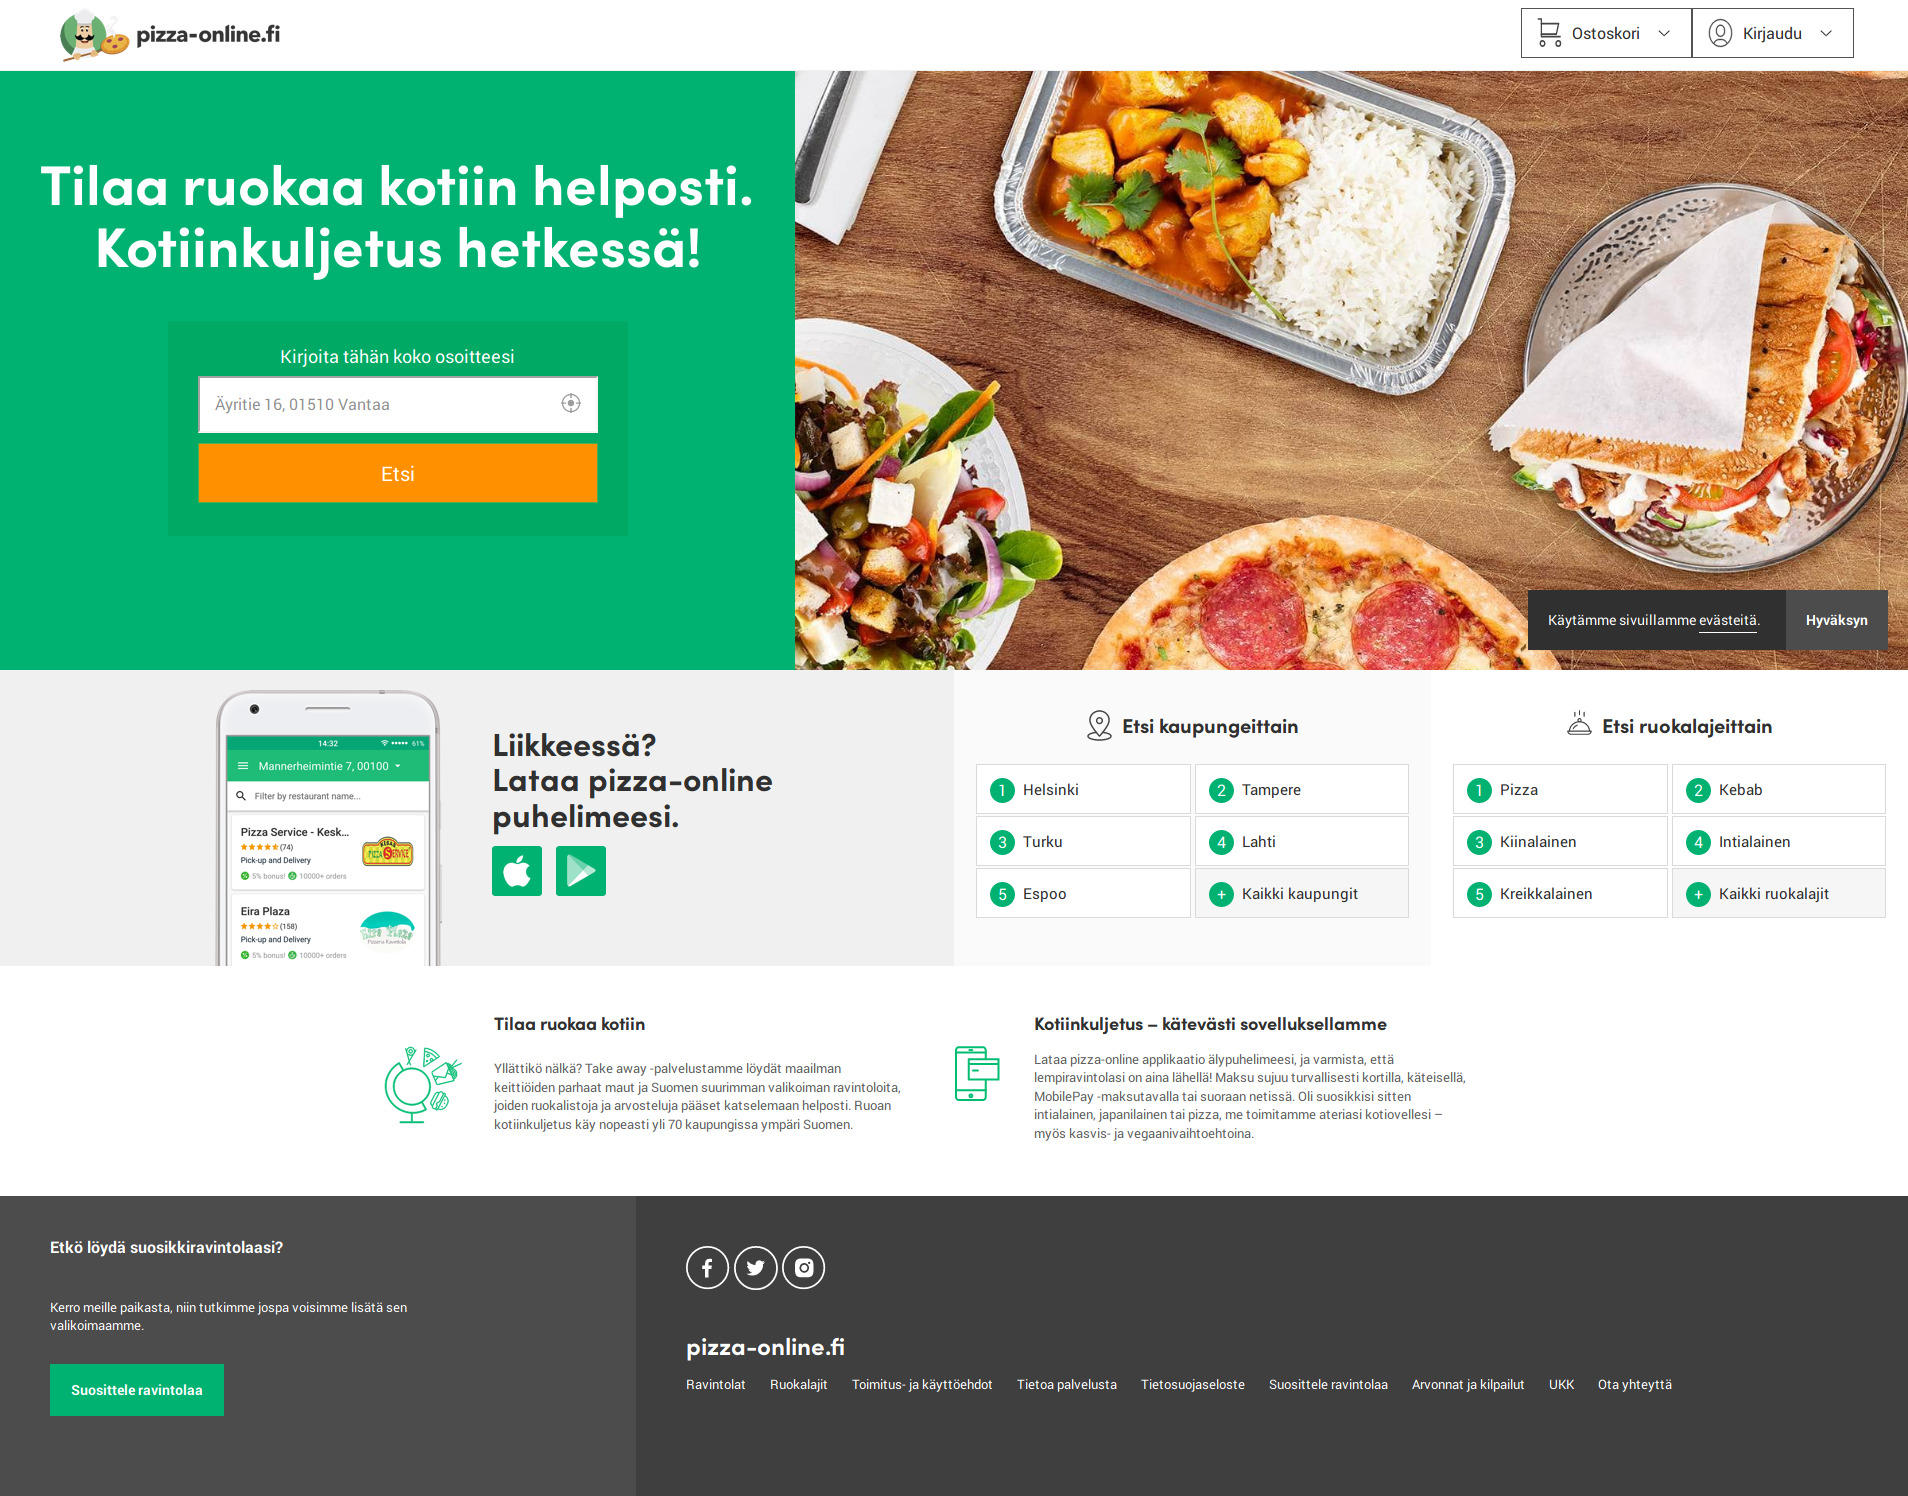 pizza-online.fi
Ostoskori
Kirjaudu
Tilaa ruokaa kotiin helposti.
Kotiinkuljetus hetkessä!
Kirjoita tähän koko osoitteesi
Äyritie 16, 01510 Vantaa
Etsi
Käytämme sivuillamme evästeitä.
Hyväksyn
14:32
61%
Mannerheimintie 7, 00100
Filter by restaurant name...
Pizza Service - Kesk...
(74)
Pick-up and Delivery
5% bonus! 10000+ orders
PIZZA SERVICE
Eira Plaza
(158)
Pick-up and Delivery
5% bonus! 10000+ orders
Eira Plaza
Liikkeessä?
Lataa pizza-online
puhelimeesi.
Etsi kaupungeittain
1 Helsinki
2 Tampere
3 Turku
4 Lahti
5 Espoo
+ Kaikki kaupungit
Etsi ruokalajeittain
1 Pizza
2 Kebab
3 Kiinalainen
4 Intialainen
5 Kreikkalainen
+ Kaikki ruokalajit
Tilaa ruokaa kotiin
Yllättikö nälkä? Take away -palvelustamme löydät maailman
keittiöiden parhaat maut ja Suomen suurimman valikoiman ravintoloita,
joiden ruokalistoja ja arvosteluja pääset katselemaan helposti. Ruoan
kotiinkuljetus käy nopeasti yli 70 kaupungissa ympäri Suomen.
Kotiinkuljetus – kätevästi sovelluksellamme
Lataa pizza-online applikaatio älypuhelimeesi, ja varmista, että
lempiravintolasi on aina lähellä! Maksu sujuu turvallisesti kortilla, käteisellä,
MobilePay -maksutavalla tai suoraan netissä. Oli suosikkisi sitten
intialainen, japanilainen tai pizza, me toimitamme ateriasi kotiovellesi –
myös kasvis- ja vegaanivaihtoehtoina.
Etkö löydä suosikkiravintolaasi?
Kerro meille paikasta, niin tutkimme jospa voisimme lisätä sen
valikoimaamme.
Suosittele ravintolaa
pizza-online.fi
Ravintolat Ruokalajit Toimitus- ja käyttöehdot Tietoa palvelusta Tietosuojaseloste Suosittele ravintolaa Arvonnat ja kilpailut UKK Ota yhteyttä